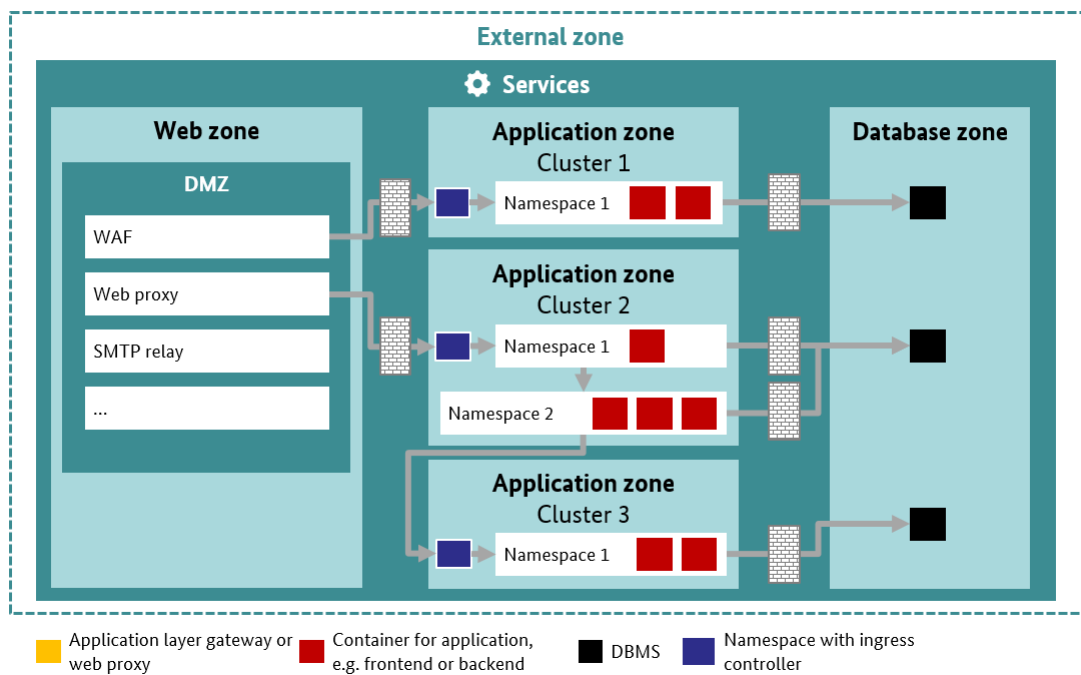 External zone
Services
Web zone
DMZ
WAF
Web proxy
SMTP relay
...
Application zone
Cluster 1
Namespace 1
Application zone
Cluster 2
Namespace 1
Namespace 2
Application zone
Cluster 3
Namespace 1
Database zone
Application layer gateway or
web proxy
Container for application,
e.g. frontend or backend
DBMS
Namespace with ingress
controller